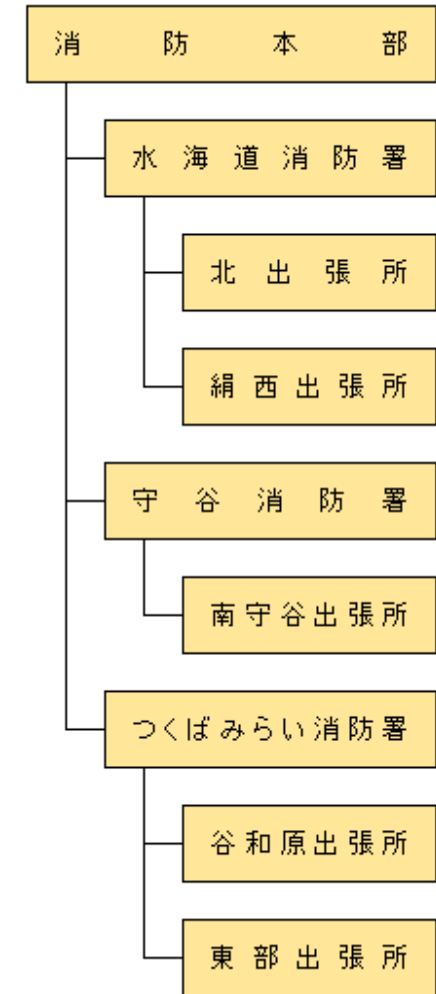 消防本部
水海道消防署
北出張所
絹西出張所
守谷消防署
南守谷出張所
つくばみらい消防署
谷和原出張所
東部出張所